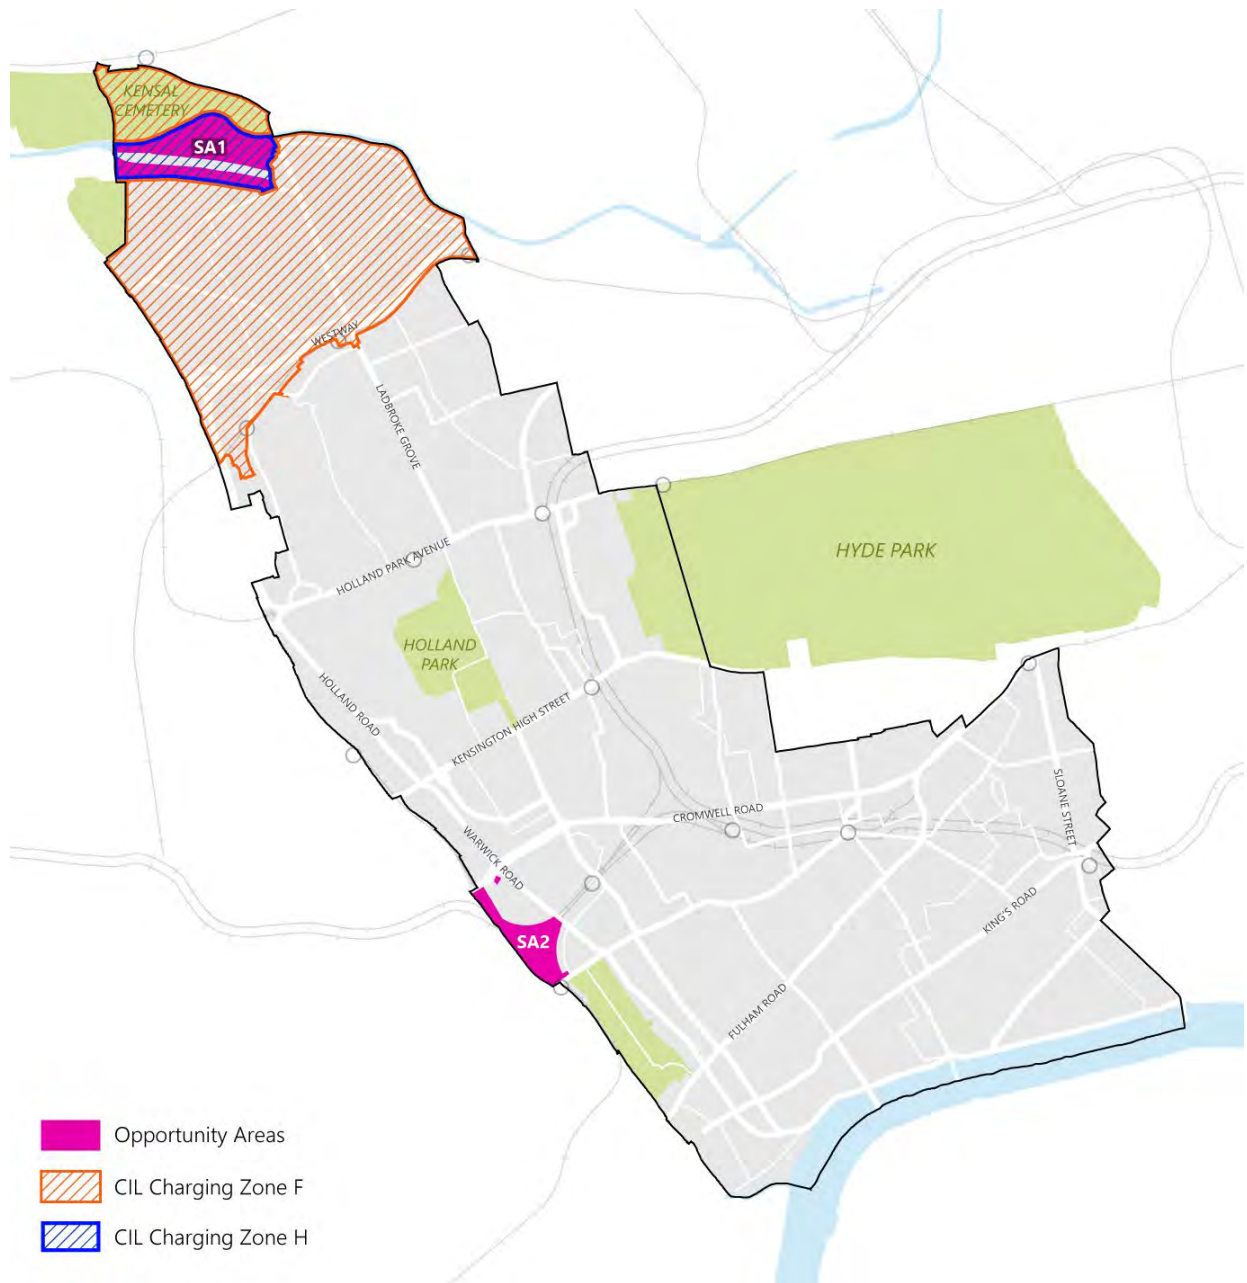 KENSAL
CEMETERY
SA1
WESTWAY
LADBROKE GROVE
HYDE PARK
HOLLAND PARK AVENUE
HOLLAND
PARK
HOLLAND ROAD
KENSINGTON HIGH STREET
SLOANE STREET
CROMWELL ROAD
WARWICK ROAD
KING'S ROAD
SA2
FULHAM ROAD
Opportunity Areas
CIL Charging Zone F
CIL Charging Zone H